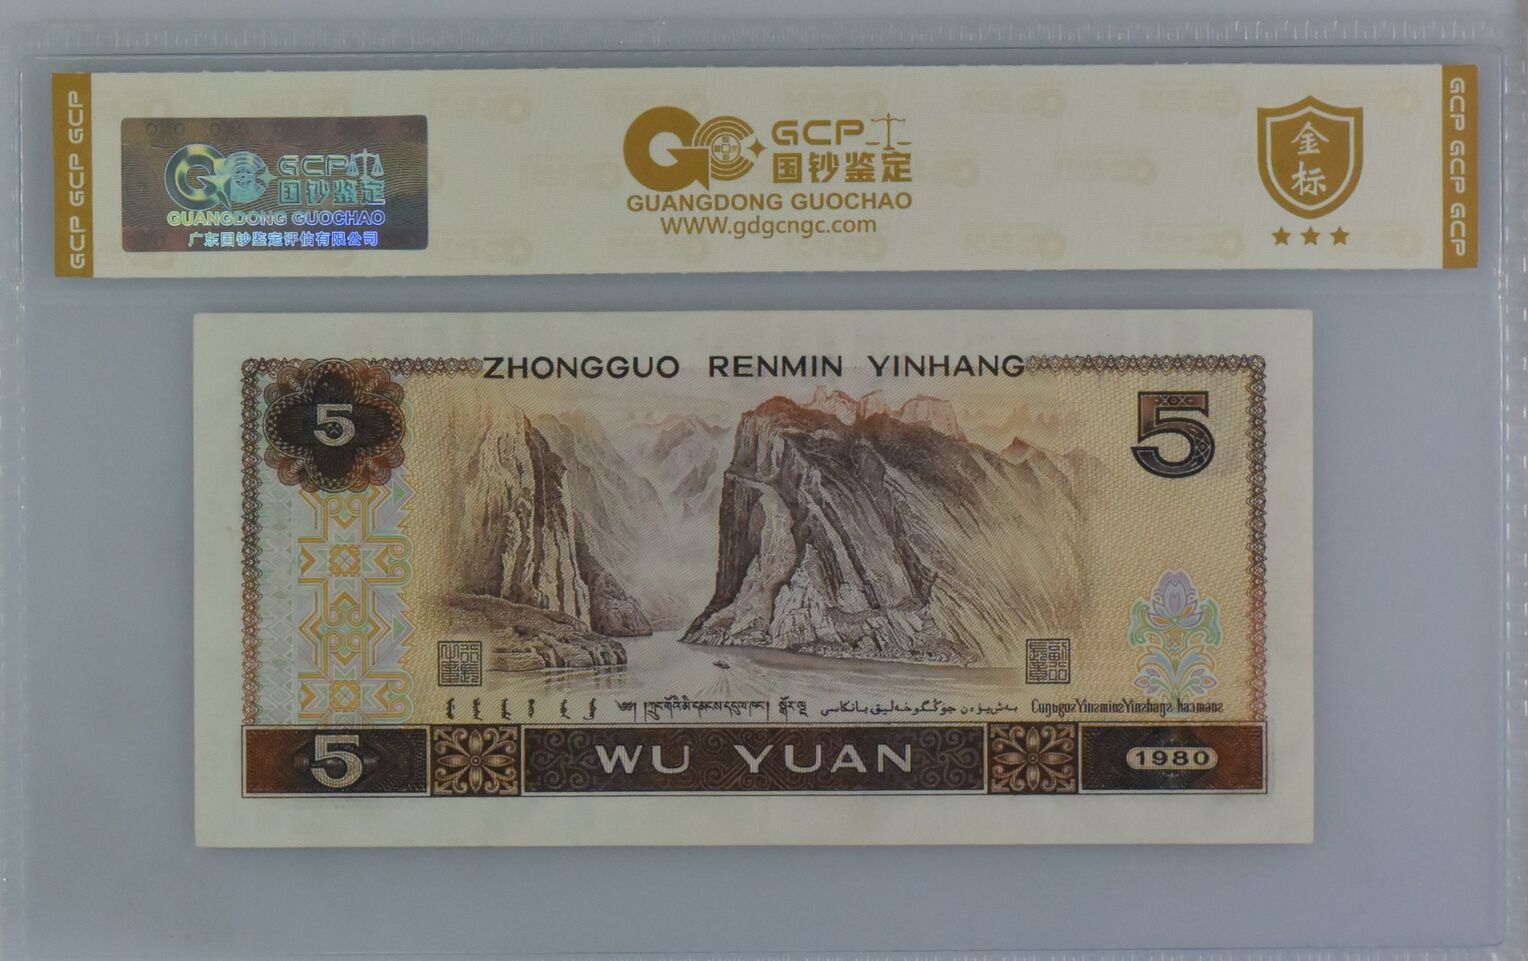 GCP GCP GCP
GCP
国钞鉴定
GUANGDONG GUOCHAO
广东国钞鉴定评估有限公司
GCP
国钞鉴定
GUANGDONG GUOCHAO
WWW.gdgcngc.com
金标
GCP GCP GCP
ZHONGGUO RENMIN YINHANG
5
5
5
WU YUAN
1980